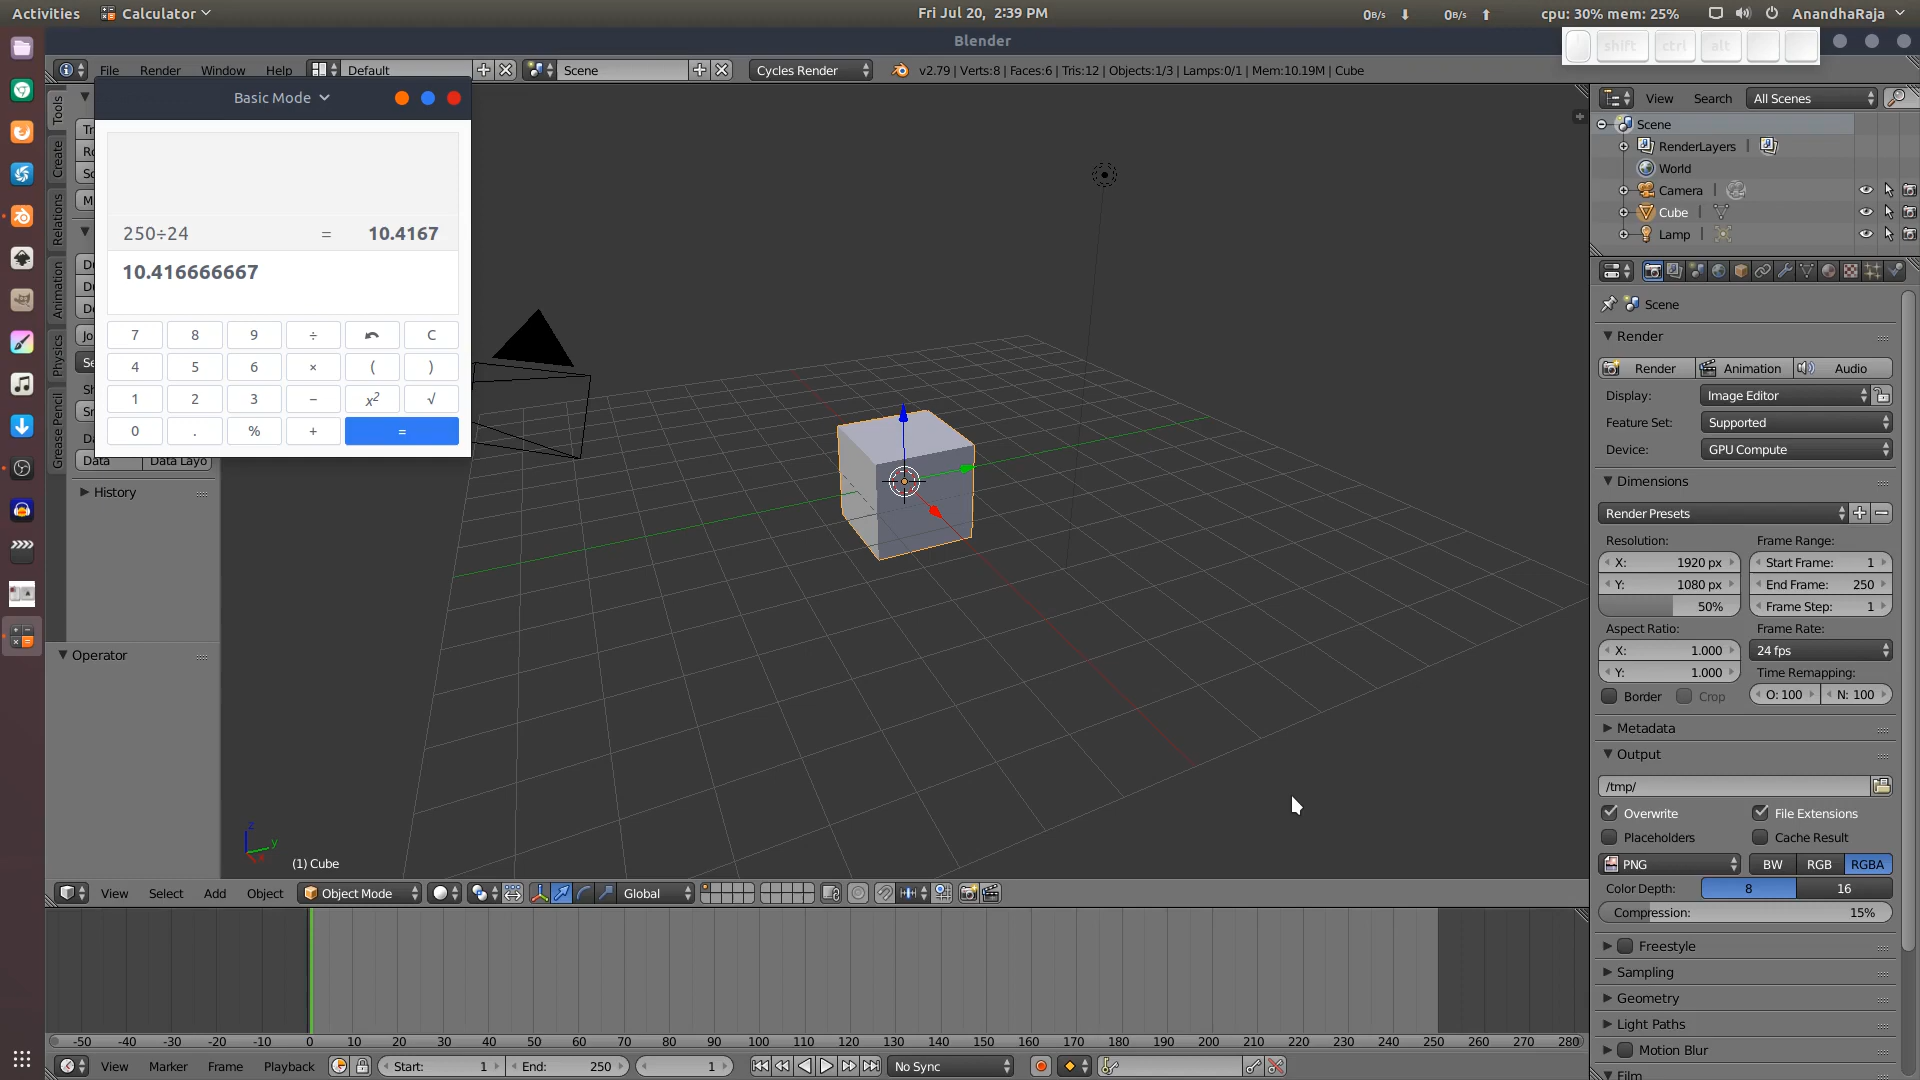 Activities Calculator Fri Jul 20, 2:39 PM 0B/s 0B/s cpu: 30% mem: 25% AnandhaRaja
Blender
shift ctrl alt
File Render Window Help Default Scene Cycles Render v2.79 | Verts:8 | Faces:6 | Tris:12 | Objects:1/3 | Lamps:0/1 | Mem:10.19M | Cube
Basic Mode
250÷24 = 10.4167
10.416666667
7 8 9 ÷ C
4 5 6 × ( )
1 2 3 − x² √
0 . % + =
Tools
Create
Relations
Animation
Physics
Grease Pencil
Data Data Layo
History
Operator
z
y
x
(1) Cube
View Select Add Object Object Mode Global
-50 -40 -30 -20 -10 0 10 20 30 40 50 60 70 80 90 100 110 120 130 140 150 160 170 180 190 200 210 220 230 240 250 260 270 280
View Marker Frame Playback Start: 1 End: 250 1 No Sync
View Search All Scenes
Scene
RenderLayers |
World
Camera |
Cube |
Lamp |
Scene
Render
Render Animation Audio
Display: Image Editor
Feature Set: Supported
Device: GPU Compute
Dimensions
Render Presets
Resolution: Frame Range:
X: 1920 px Start Frame: 1
Y: 1080 px End Frame: 250
50% Frame Step: 1
Aspect Ratio: Frame Rate:
X: 1.000 24 fps
Y: 1.000 Time Remapping:
Border Crop O: 100 N: 100
Metadata
Output
/tmp/
Overwrite File Extensions
Placeholders Cache Result
PNG BW RGB RGBA
Color Depth: 8 16
Compression: 15%
Freestyle
Sampling
Geometry
Light Paths
Motion Blur
Film